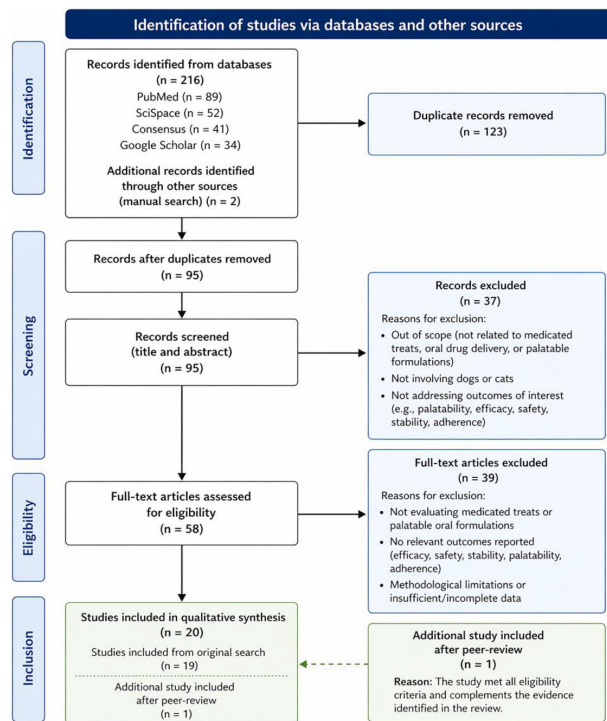 Identification of studies via databases and other sources
Identification
Records identified from databases
(n = 216)
PubMed (n = 89)
SciSpace (n = 52)
Consensus (n = 41)
Google Scholar (n = 34)
Additional records identified
through other sources
(manual search) (n = 2)
Duplicate records removed
(n = 123)
Screening
Records after duplicates removed
(n = 95)
Records screened
(title and abstract)
(n = 95)
Records excluded
(n = 37)
Reasons for exclusion:
• Out of scope (not related to medicated
treats, oral drug delivery, or palatable
formulations)
• Not involving dogs or cats
• Not addressing outcomes of interest
(e.g., palatability, efficacy, safety,
stability, adherence)
Eligibility
Full-text articles assessed
for eligibility
(n = 58)
Full-text articles excluded
(n = 39)
Reasons for exclusion:
• Not evaluating medicated treats or
palatable oral formulations
• No relevant outcomes reported
(efficacy, safety, stability, palatability,
adherence)
• Methodological limitations or
insufficient/incomplete data
Inclusion
Studies included in qualitative synthesis
(n = 20)
Studies included from original search
(n = 19)
Additional study included
after peer-review
(n = 1)
Additional study included
after peer-review
(n = 1)
Reason: The study met all eligibility
criteria and complements the evidence
identified in the review.